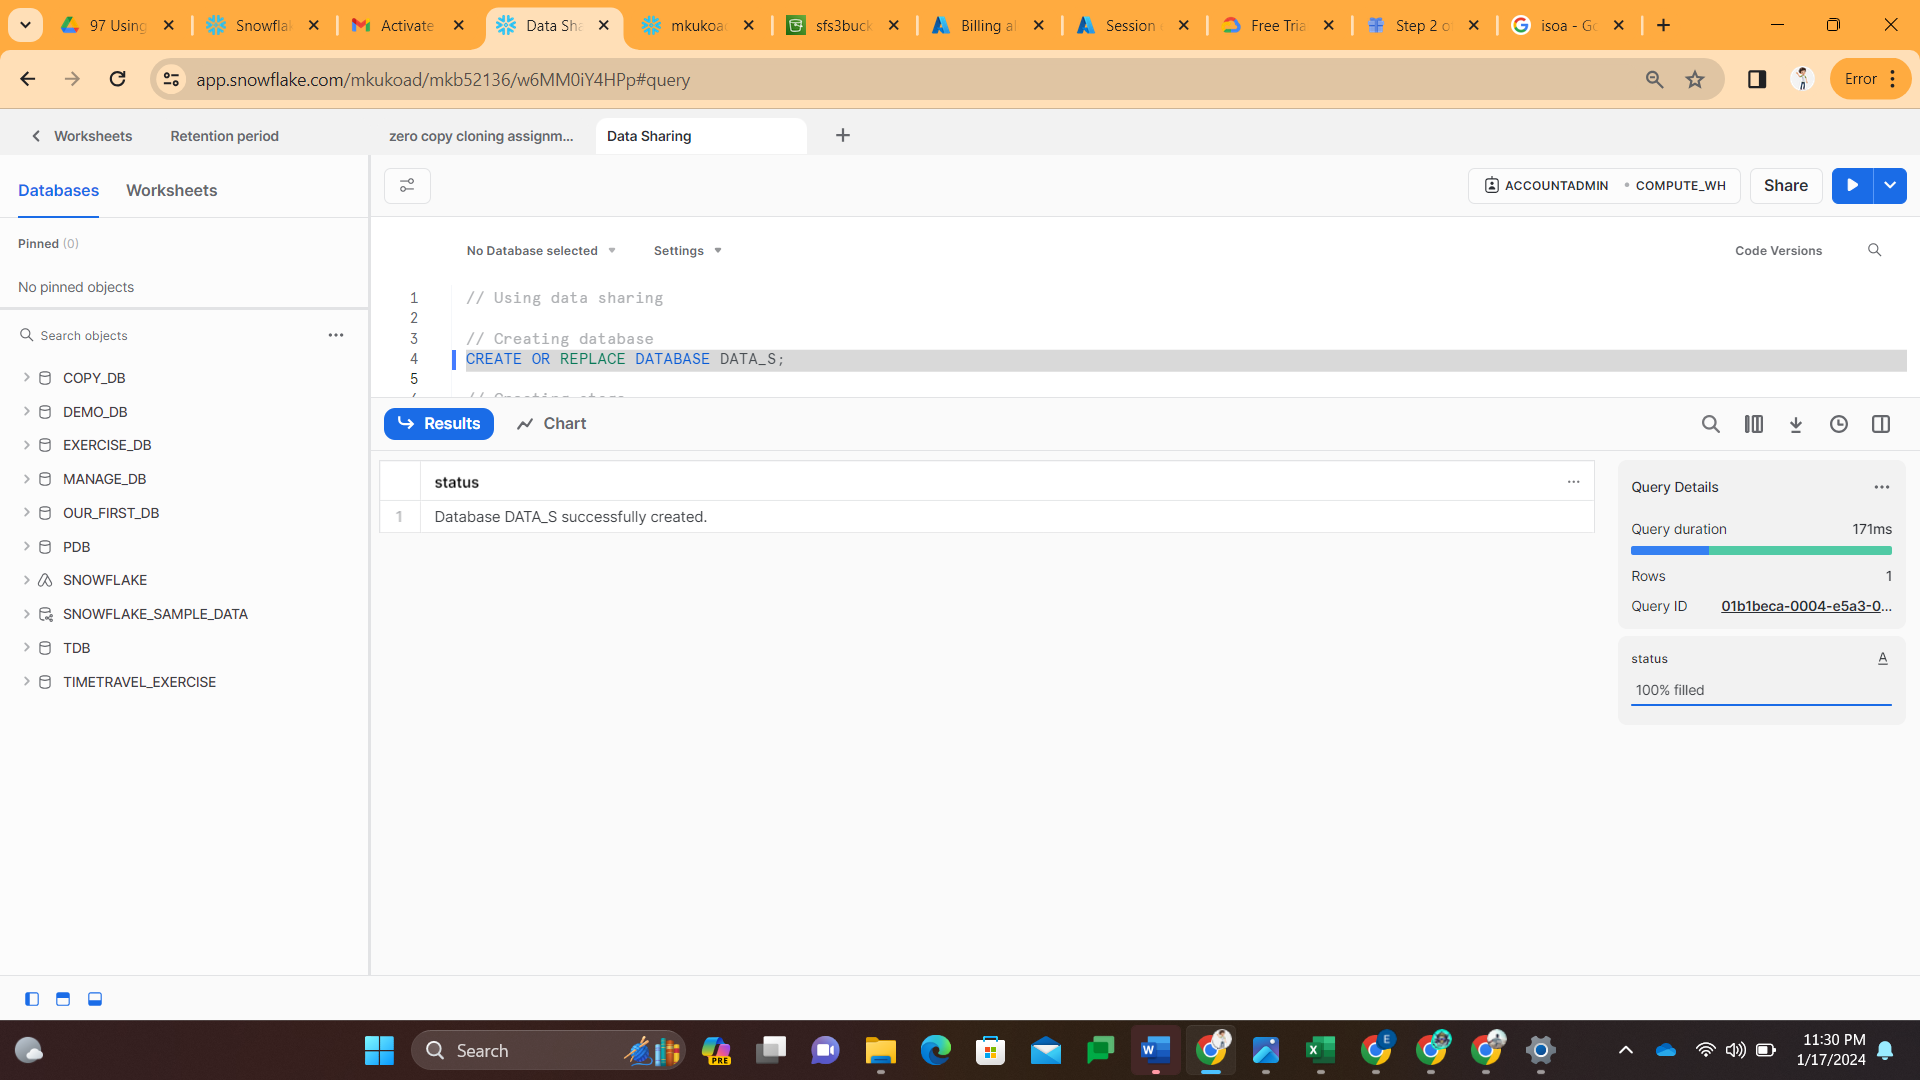 97 Using
Snowflak
Activate
Data Sha
mkukoad
sfs3buck
Billing al
Session
Free Tria
Step 2 o
isoa - Go
app.snowflake.com/mkukoad/mkb52136/w6MM0iY4HPp#query
Error
Worksheets
Retention period
zero copy cloning assignm...
Data Sharing
Databases
Worksheets
ACCOUNTADMIN
COMPUTE_WH
Share
Pinned (0)
No pinned objects
Search objects
COPY_DB
DEMO_DB
EXERCISE_DB
MANAGE_DB
OUR_FIRST_DB
PDB
SNOWFLAKE
SNOWFLAKE_SAMPLE_DATA
TDB
TIMETRAVEL_EXERCISE
No Database selected
Settings
Code Versions
1 // Using data sharing
2
3 // Creating database
4 CREATE OR REPLACE DATABASE DATA_S;
5
Results
Chart
status
1 Database DATA_S successfully created.
Query Details
Query duration 171ms
Rows 1
Query ID 01b1beca-0004-e5a3-0...
status
A
100% filled
Search
PRE
E
11:30 PM
1/17/2024